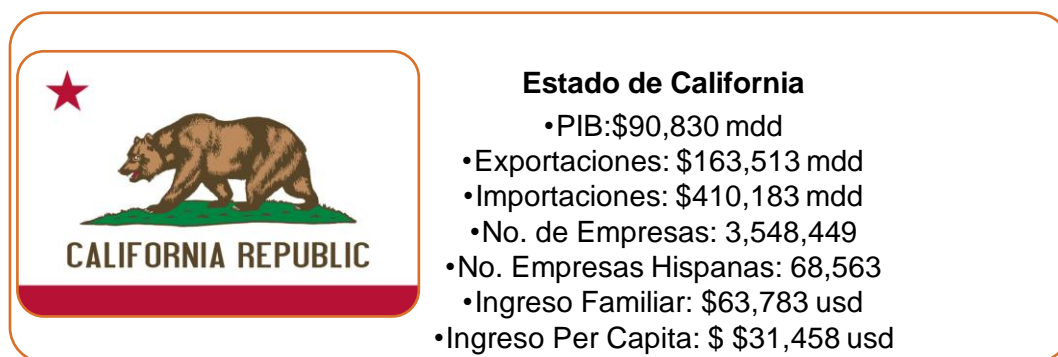 CALIFORNIA REPUBLIC
Estado de California
•PIB:$90,830 mdd
•Exportaciones: $163,513 mdd
•Importaciones: $410,183 mdd
•No. de Empresas: 3,548,449
•No. Empresas Hispanas: 68,563
•Ingreso Familiar: $63,783 usd
•Ingreso Per Capita: $ $31,458 usd